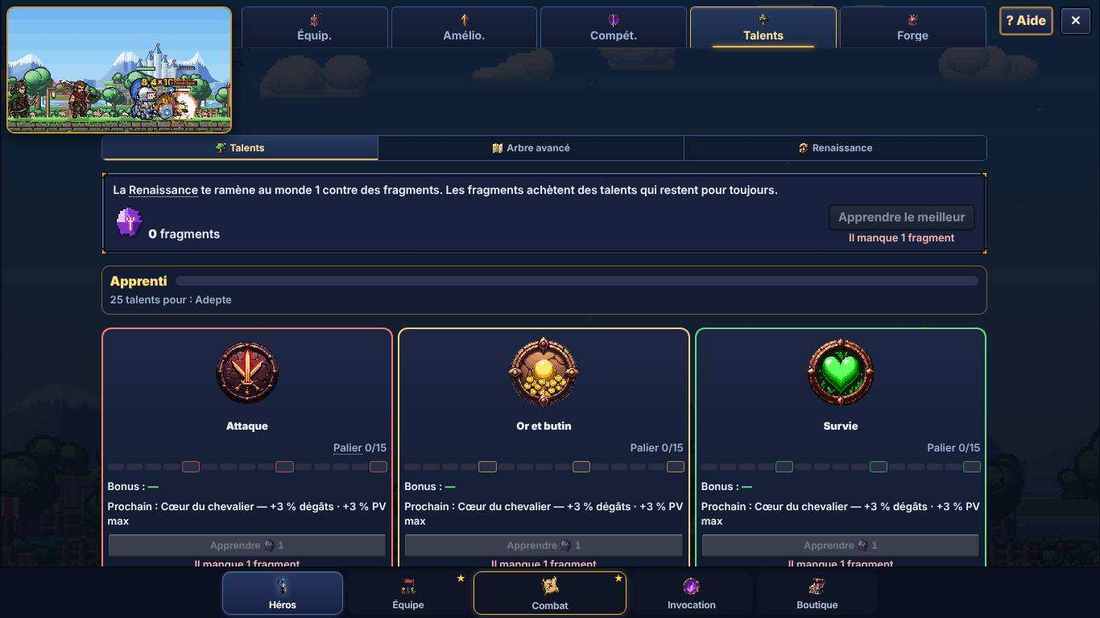 Équip.
Amélio.
Compét.
Talents
Forge
? Aide
×
Talents
Arbre avancé
Renaissance
La Renaissance te ramène au monde 1 contre des fragments. Les fragments achètent des talents qui restent pour toujours.
0 fragments
Apprendre le meilleur
Il manque 1 fragment
Apprenti
25 talents pour : Adepte
Attaque
Palier 0/15
Bonus : —
Prochain : Cœur du chevalier — +3 % dégâts · +3 % PV
max
Apprendre 1
Il manque 1 fragment
Or et butin
Palier 0/15
Bonus : —
Prochain : Cœur du chevalier — +3 % dégâts · +3 % PV
max
Apprendre 1
Il manque 1 fragment
Survie
Palier 0/15
Bonus : —
Prochain : Cœur du chevalier — +3 % dégâts · +3 % PV
max
Apprendre 1
Il manque 1 fragment
Héros
Équipe
Combat
Invocation
Boutique